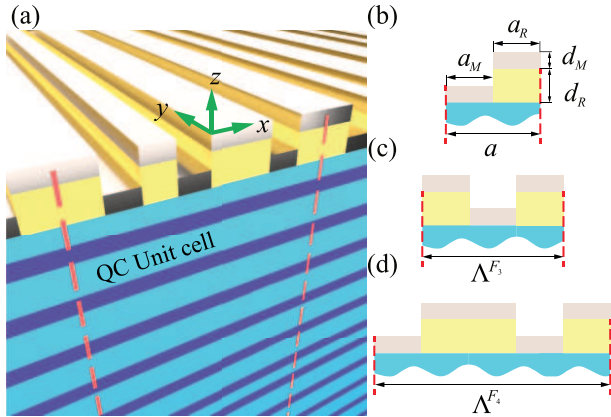 (a)
z
y
x
QC Unit cell
(b)
a_R
a_M
d_M
d_R
a
(c)
Λ^{F_3}
(d)
Λ^{F_4}